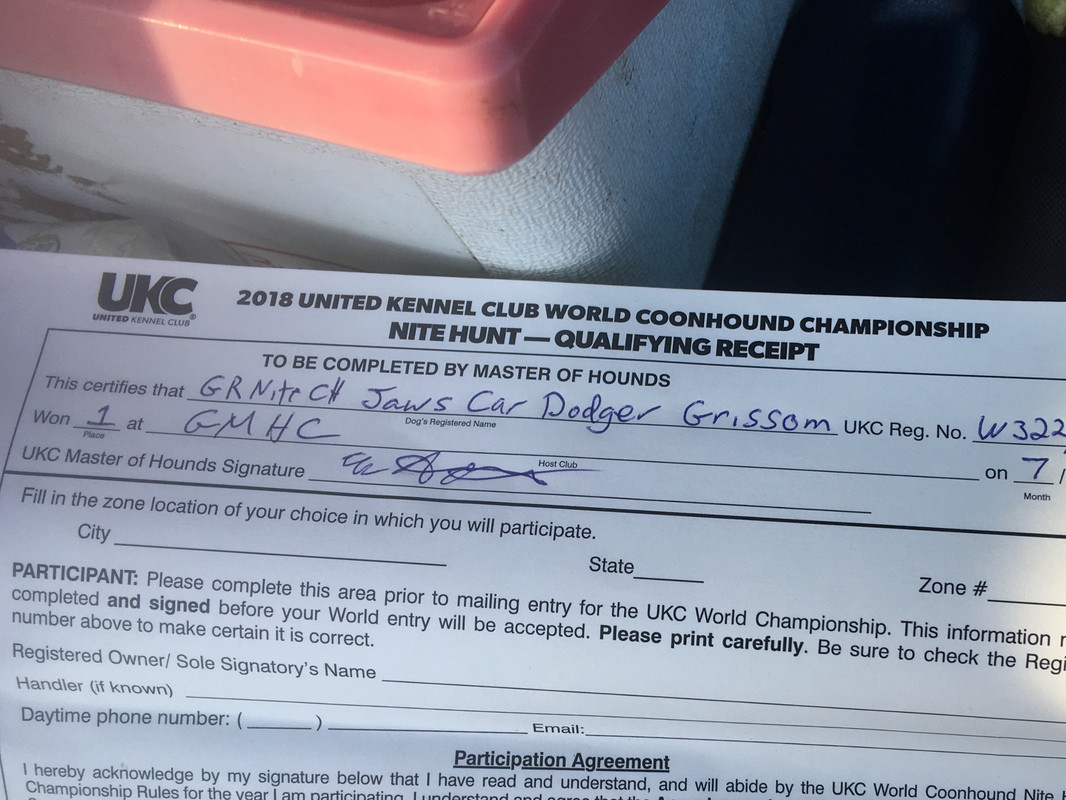 UKC®
UNITED KENNEL CLUB
2018 UNITED KENNEL CLUB WORLD COONHOUND CHAMPIONSHIP
NITE HUNT — QUALIFYING RECEIPT
TO BE COMPLETED BY MASTER OF HOUNDS
This certifies that GRNiteCH Jaws Car Dodger Grissom UKC Reg. No. W322
Dog's Registered Name
Won 1 at GMHC on 7/
Place Host Club Month
UKC Master of Hounds Signature
Fill in the zone location of your choice in which you will participate.
City State Zone #
PARTICIPANT: Please complete this area prior to mailing entry for the UKC World Championship. This information
completed and signed before your World entry will be accepted. Please print carefully. Be sure to check the Regi
number above to make certain it is correct.
Registered Owner/ Sole Signatory's Name
Handler (if known)
Daytime phone number: ( ) Email:
Participation Agreement
I hereby acknowledge by my signature below that I have read and understand, and will abide by the UKC World Coonhound Nite
Championship Rules for the year I am participating. I understand and agree that the